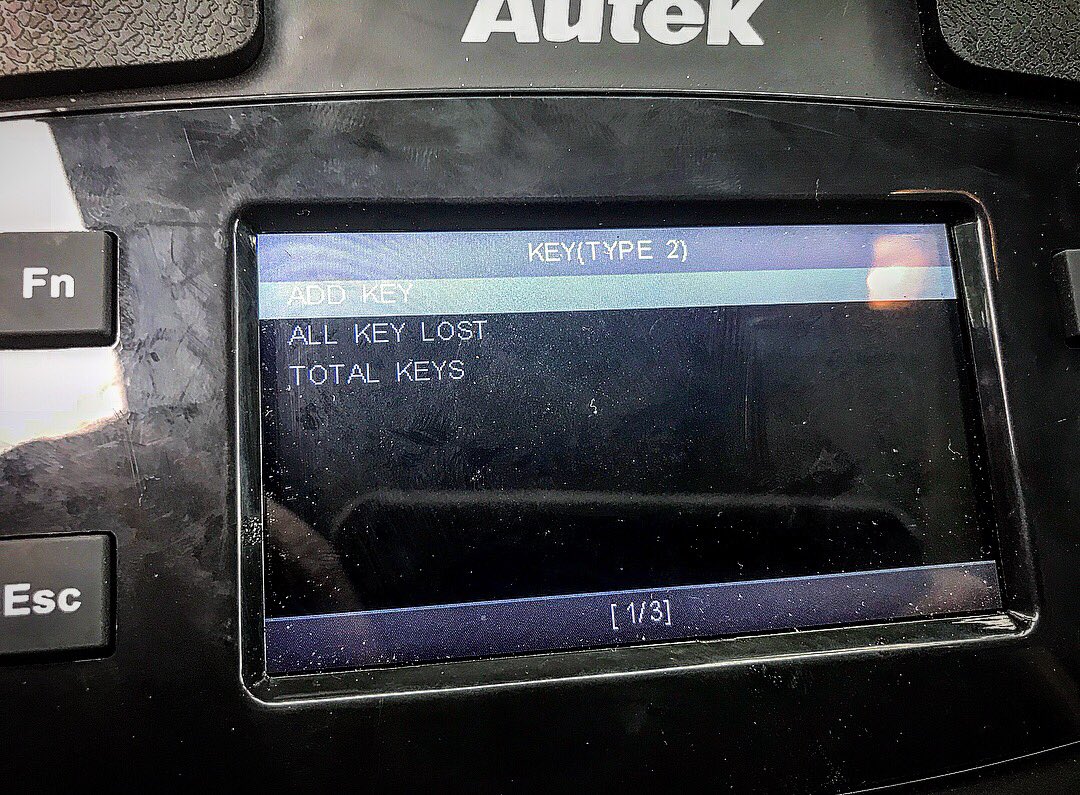 Autek
KEY(TYPE 2)
Fn
ADD KEY
ALL KEY LOST
TOTAL KEYS
Esc
[ 1/3]